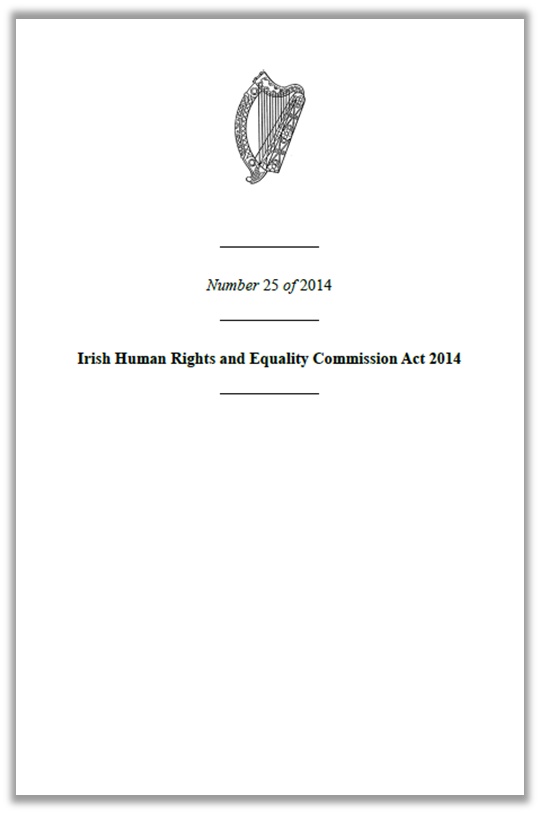 Number 25 of 2014
Irish Human Rights and Equality Commission Act 2014